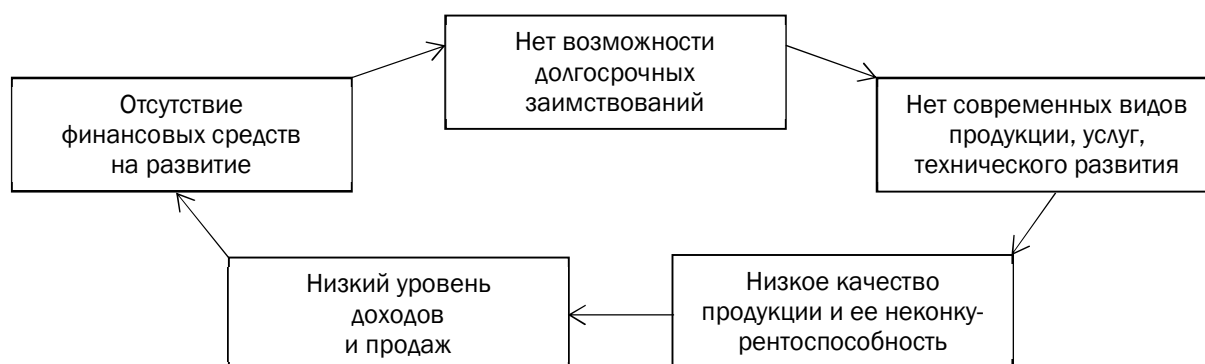 Нет возможности
долгосрочных
заимствований
Отсутствие
финансовых средств
на развитие
Нет современных видов
продукции, услуг,
технического развития
Низкий уровень
доходов
и продаж
Низкое качество
продукции и ее неконку-
рентоспособность